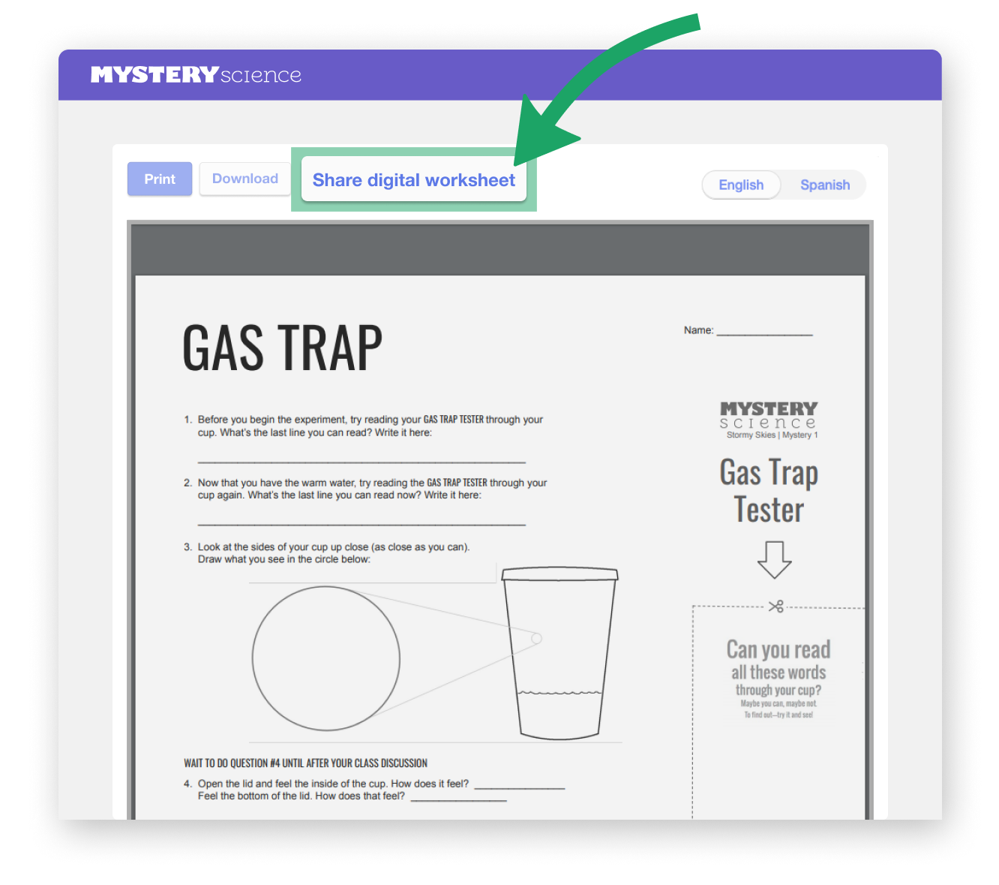 MYSTERY science
Print
Download
Share digital worksheet
English
Spanish
GAS TRAP
Name: _________________
1. Before you begin the experiment, try reading your GAS TRAP TESTER through your
cup. What's the last line you can read? Write it here:
2. Now that you have the warm water, try reading the GAS TRAP TESTER through your
cup again. What's the last line you can read now? Write it here:
3. Look at the sides of your cup up close (as close as you can).
Draw what you see in the circle below:
WAIT TO DO QUESTION #4 UNTIL AFTER YOUR CLASS DISCUSSION
4. Open the lid and feel the inside of the cup. How does it feel? ________________
Feel the bottom of the lid. How does that feel? _________________
MYSTERY
science
Stormy Skies | Mystery 1
Gas Trap
Tester
Can you read
all these words
through your cup?
Maybe you can, maybe not.
To find out—try it and see!